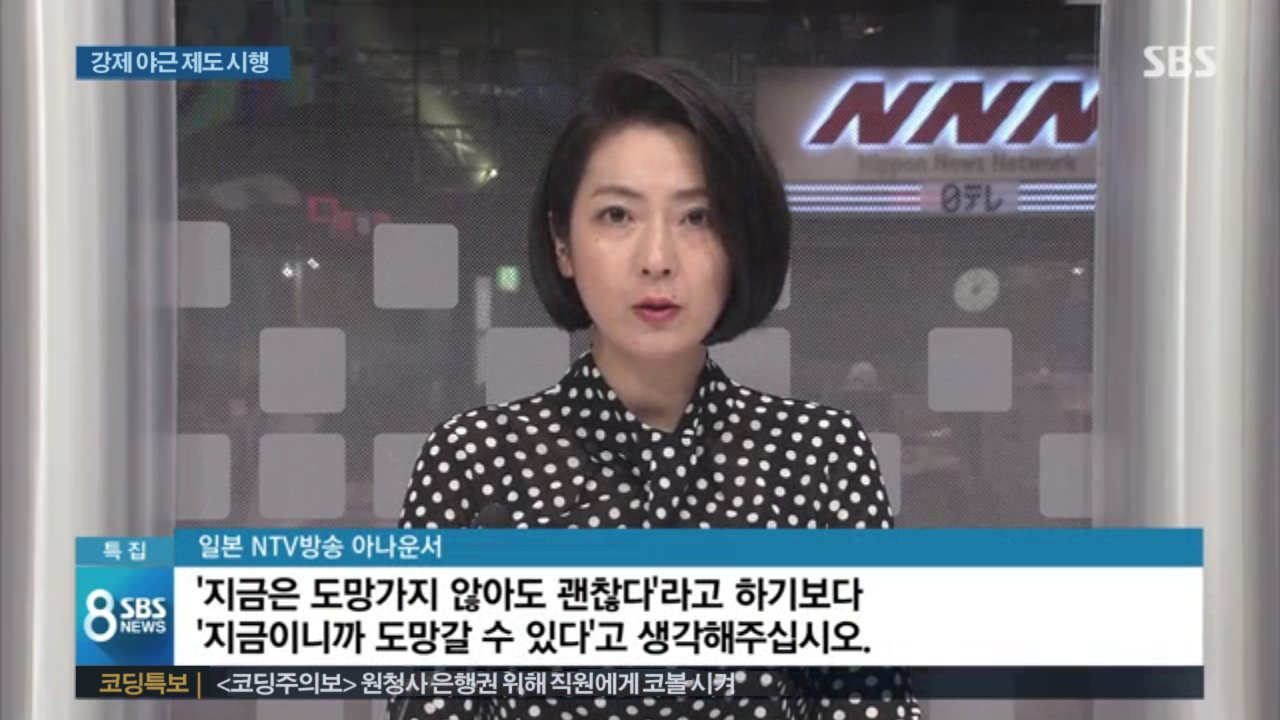 강제 야근 제도 시행
SBS
NNN
Nippon News Network
日テレ
특집
일본 NTV방송 아나운서
8 SBS NEWS
'지금은 도망가지 않아도 괜찮다'라고 하기보다
'지금이니까 도망갈 수 있다'고 생각해주십시오.
코딩특보 | <코딩주의보> 원청사 은행권 위해 직원에게 코볼 시켜